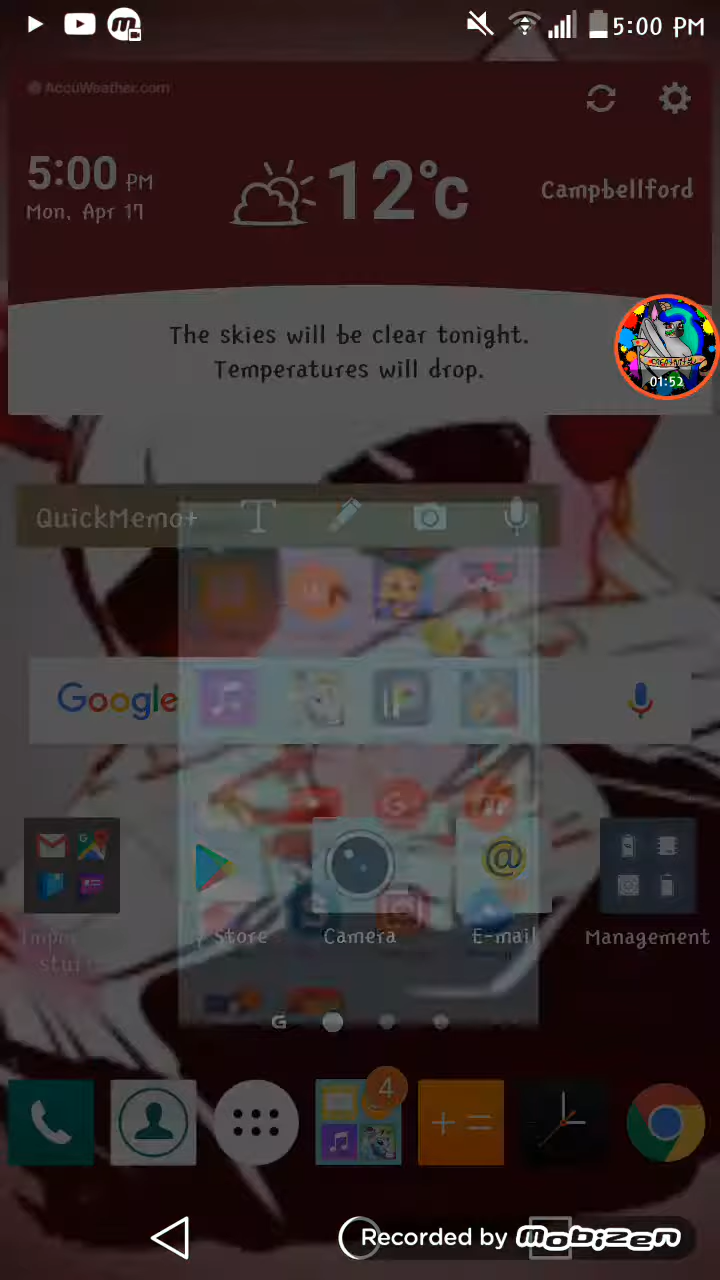 5:00 PM
AccuWeather.com
5:00 PM
Mon, Apr 17
12°c
Campbellford
The skies will be clear tonight.
Temperatures will drop.
01:52
QuickMemo+
Google
Store
Camera
E-mail
Management
4
Recorded by mobizen